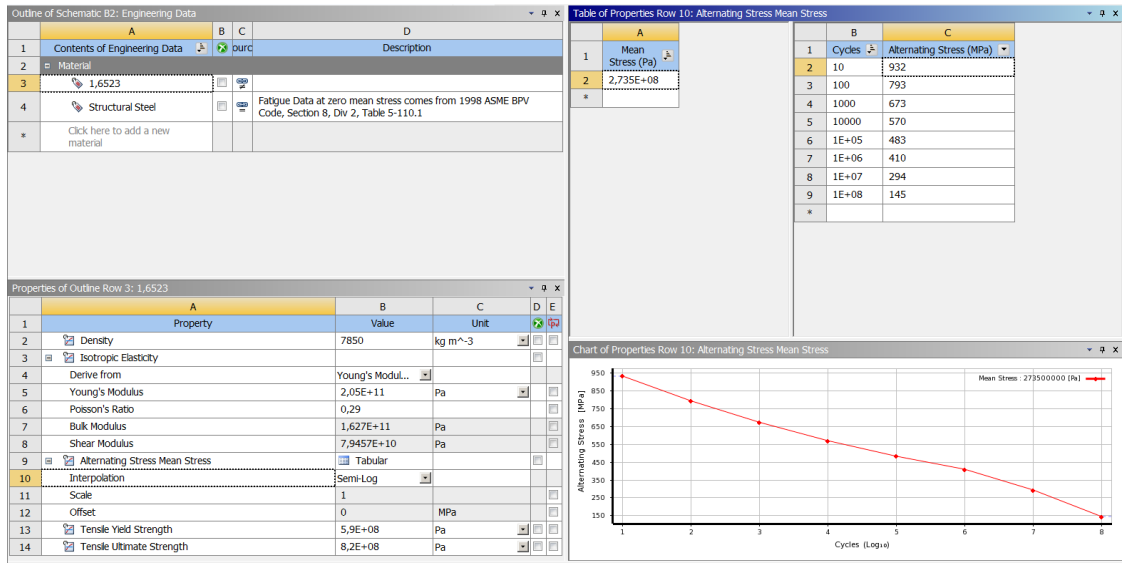 Outline of Schematic B2: Engineering Data
A B C D
1 Contents of Engineering Data ourc Description
2 Material
3 1,6523
4 Structural Steel Fatigue Data at zero mean stress comes from 1998 ASME BPV
Code, Section 8, Div 2, Table 5-110.1
* Click here to add a new
material
Properties of Outline Row 3: 1,6523
A B C D E
1 Property Value Unit
2 Density 7850 kg m^-3
3 Isotropic Elasticity
4 Derive from Young's Modul...
5 Young's Modulus 2,05E+11 Pa
6 Poisson's Ratio 0,29
7 Bulk Modulus 1,627E+11 Pa
8 Shear Modulus 7,9457E+10 Pa
9 Alternating Stress Mean Stress Tabular
10 Interpolation Semi-Log
11 Scale 1
12 Offset 0 MPa
13 Tensile Yield Strength 5,9E+08 Pa
14 Tensile Ultimate Strength 8,2E+08 Pa
Table of Properties Row 10: Alternating Stress Mean Stress
A
1 Mean
Stress (Pa)
2 2,735E+08
*
B C
1 Cycles Alternating Stress (MPa)
2 10 932
3 100 793
4 1000 673
5 10000 570
6 1E+05 483
7 1E+06 410
8 1E+07 294
9 1E+08 145
*
Chart of Properties Row 10: Alternating Stress Mean Stress
Mean Stress : 273500000 [Pa]
Alternating Stress [MPa]
950
850
750
650
550
450
350
250
150
1 2 3 4 5 6 7 8
Cycles (Log₁₀)